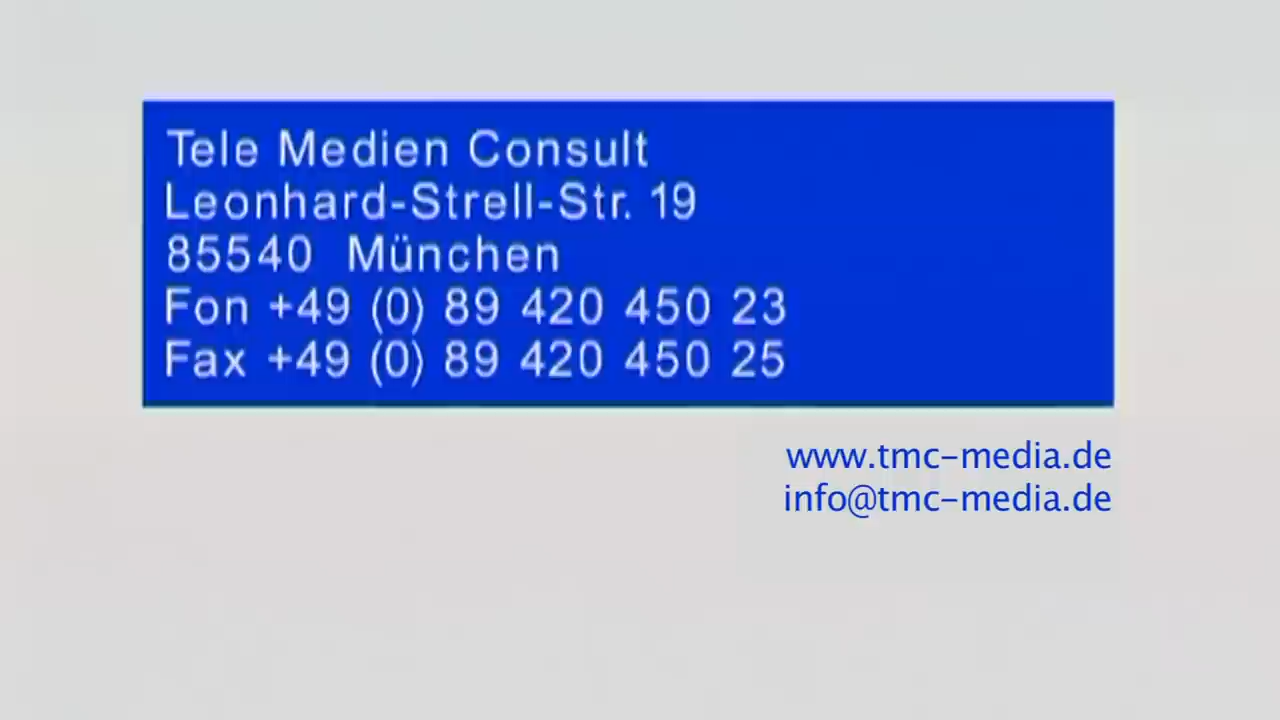 Tele Medien Consult
Leonhard-Strell-Str. 19
85540 München
Fon +49 (0) 89 420 450 23
Fax +49 (0) 89 420 450 25
www.tmc-media.de
info@tmc-media.de